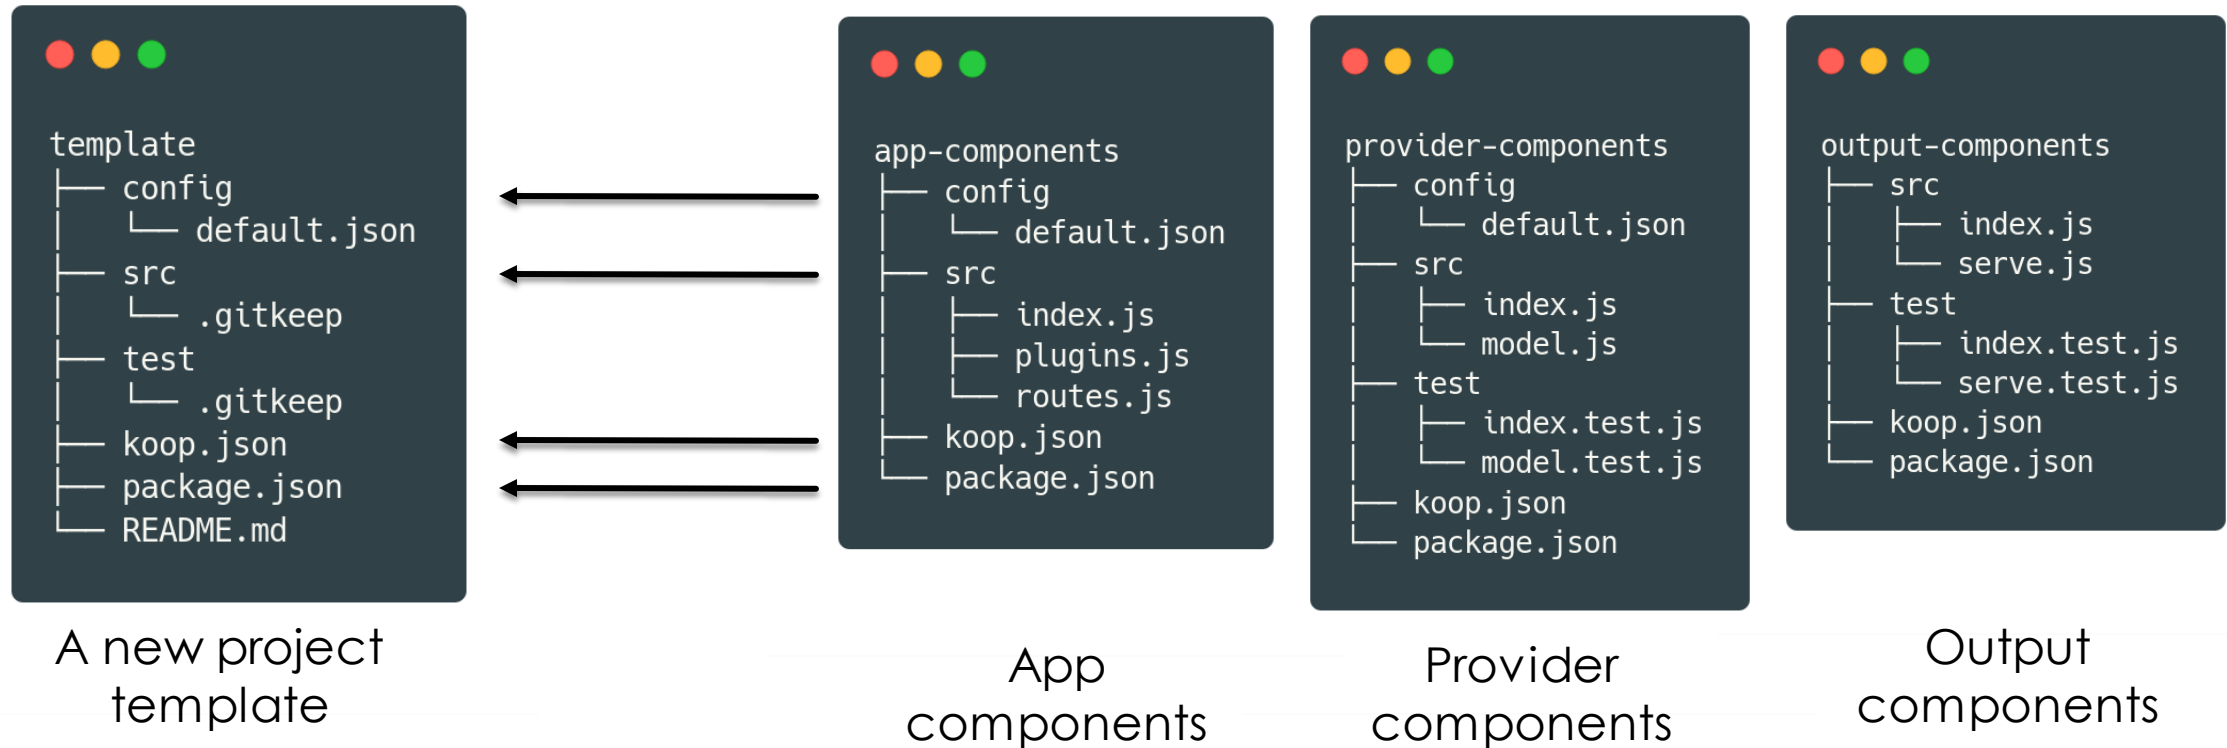 template
├── config
│   └── default.json
├── src
│   └── .gitkeep
├── test
│   └── .gitkeep
├── koop.json
├── package.json
└── README.md
A new project
template
app-components
├── config
│   └── default.json
├── src
│   ├── index.js
│   ├── plugins.js
│   └── routes.js
├── koop.json
└── package.json
App
components
provider-components
├── config
│   └── default.json
├── src
│   ├── index.js
│   └── model.js
├── test
│   ├── index.test.js
│   └── model.test.js
├── koop.json
└── package.json
Provider
components
output-components
├── src
│   ├── index.js
│   └── serve.js
├── test
│   ├── index.test.js
│   └── serve.test.js
├── koop.json
└── package.json
Output
components